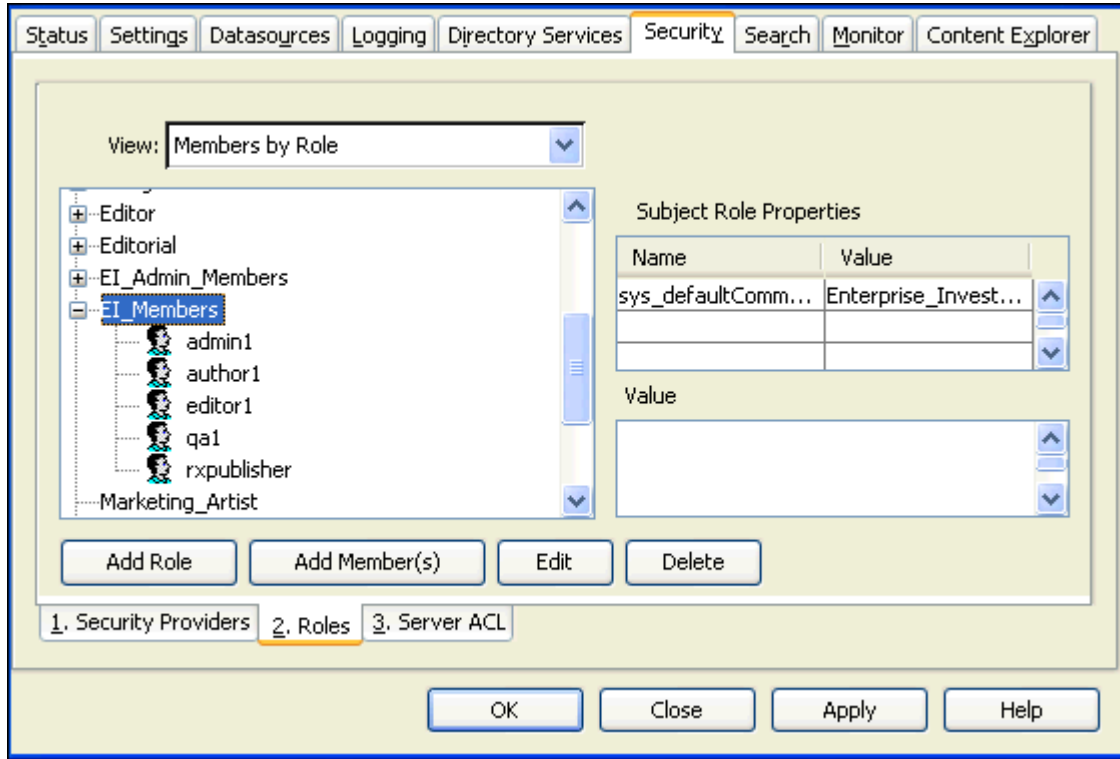 Status Settings Datasources Logging Directory Services Security Search Monitor Content Explorer
View: Members by Role
Editor
Editorial
EI_Admin_Members
EI_Members
admin1
author1
editor1
qa1
rxpublisher
Marketing_Artist
Subject Role Properties
Name Value
sys_defaultComm... Enterprise_Invest...
Value
Add Role Add Member(s) Edit Delete
1. Security Providers 2. Roles 3. Server ACL
OK Close Apply Help